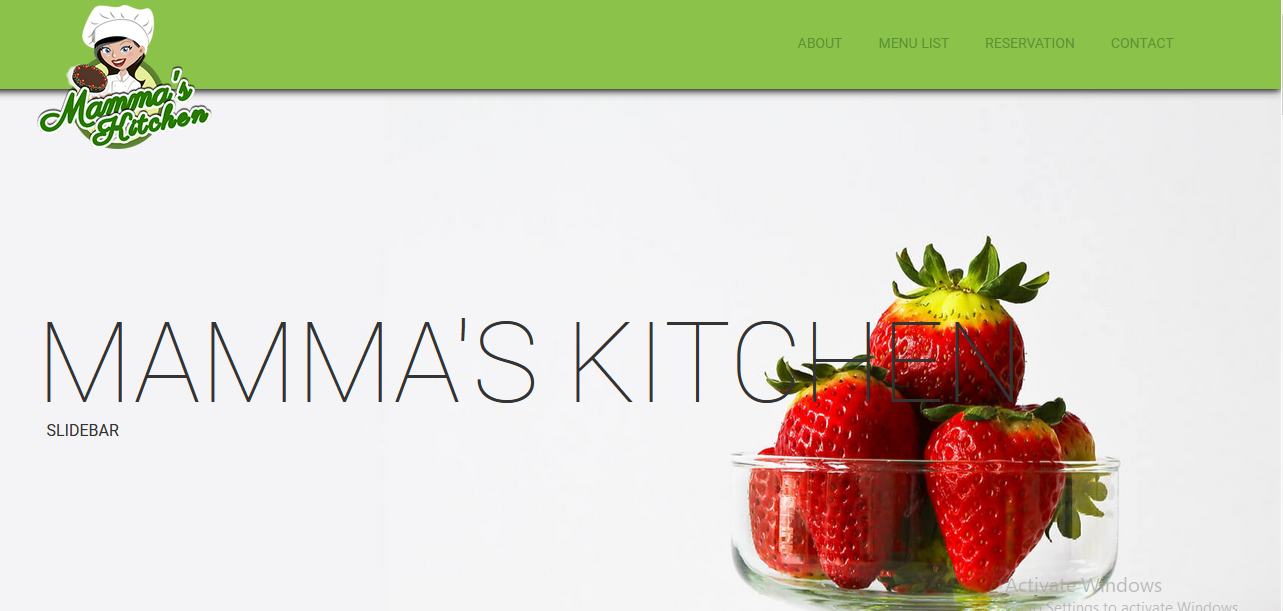 Mamma's
Kitchen
ABOUT MENU LIST RESERVATION CONTACT
MAMMA'S KITCHEN
SLIDEBAR
Activate Windows
Settings to activate Windows